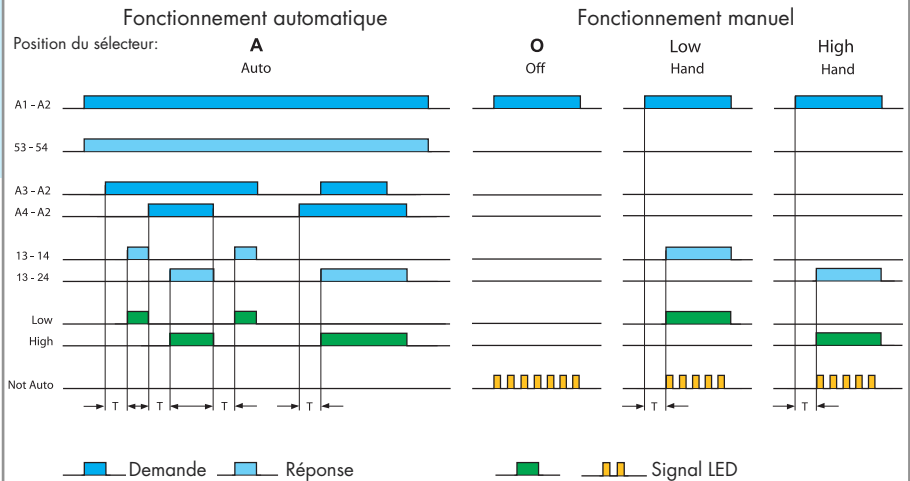 Fonctionnement automatique Fonctionnement manuel
Position du sélecteur: A O Low High
Auto Off Hand Hand
A1 - A2
53 - 54
A3 - A2
A4 - A2
13 - 14
13 - 24
Low
High
Not Auto
T T T T T T
Demande Réponse Signal LED